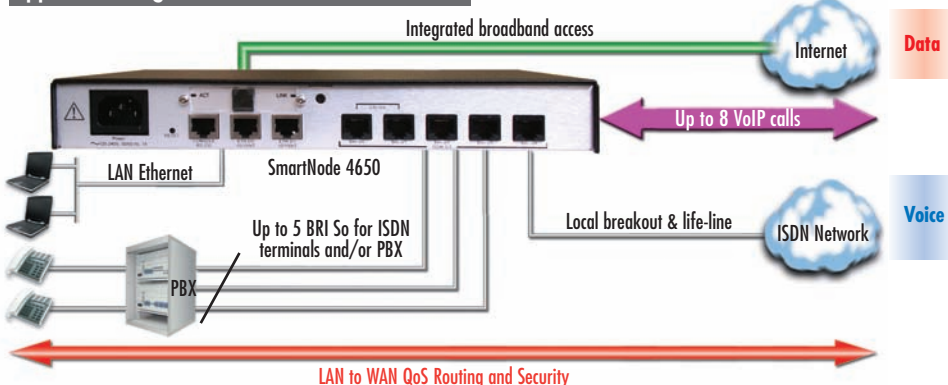 Integrated broadband access
Internet
Data
ACT
LINK
Up to 8 VoIP calls
LAN Ethernet
SmartNode 4650
Up to 5 BRI So for ISDN
terminals and/or PBX
Local breakout & life-line
ISDN Network
Voice
PBX
LAN to WAN QoS Routing and Security